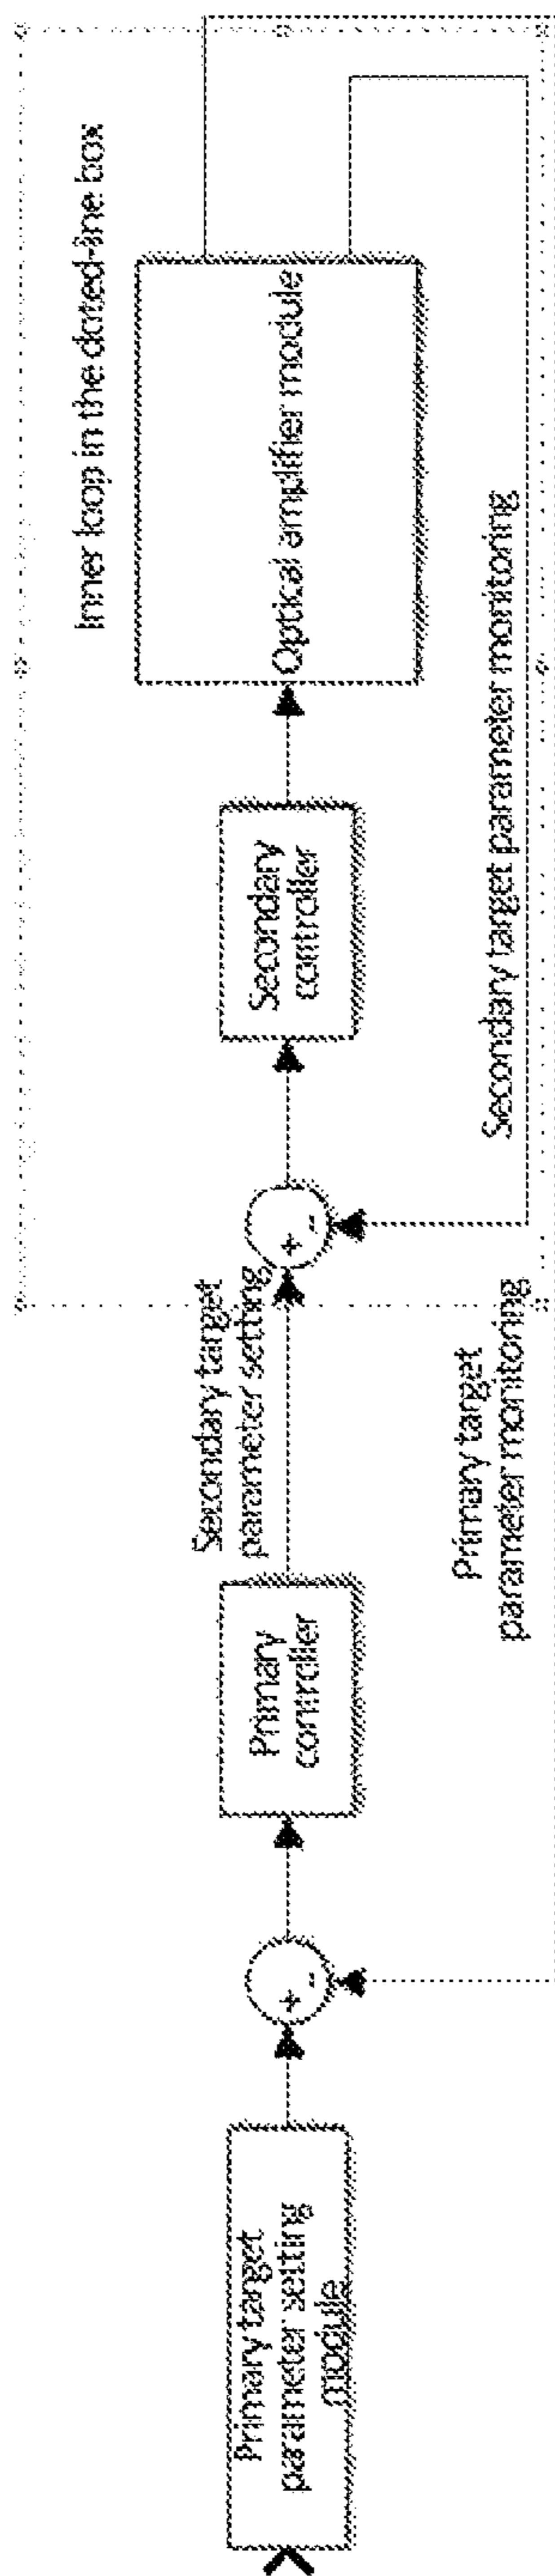 Primary target
parameter setting
module
+
-
Primary
controller
Secondary target
parameter setting
+
-
Secondary
controller
Optical amplifier module
Inner loop in the doted-line box
Secondary target parameter monitoring
Primary target
parameter monitoring